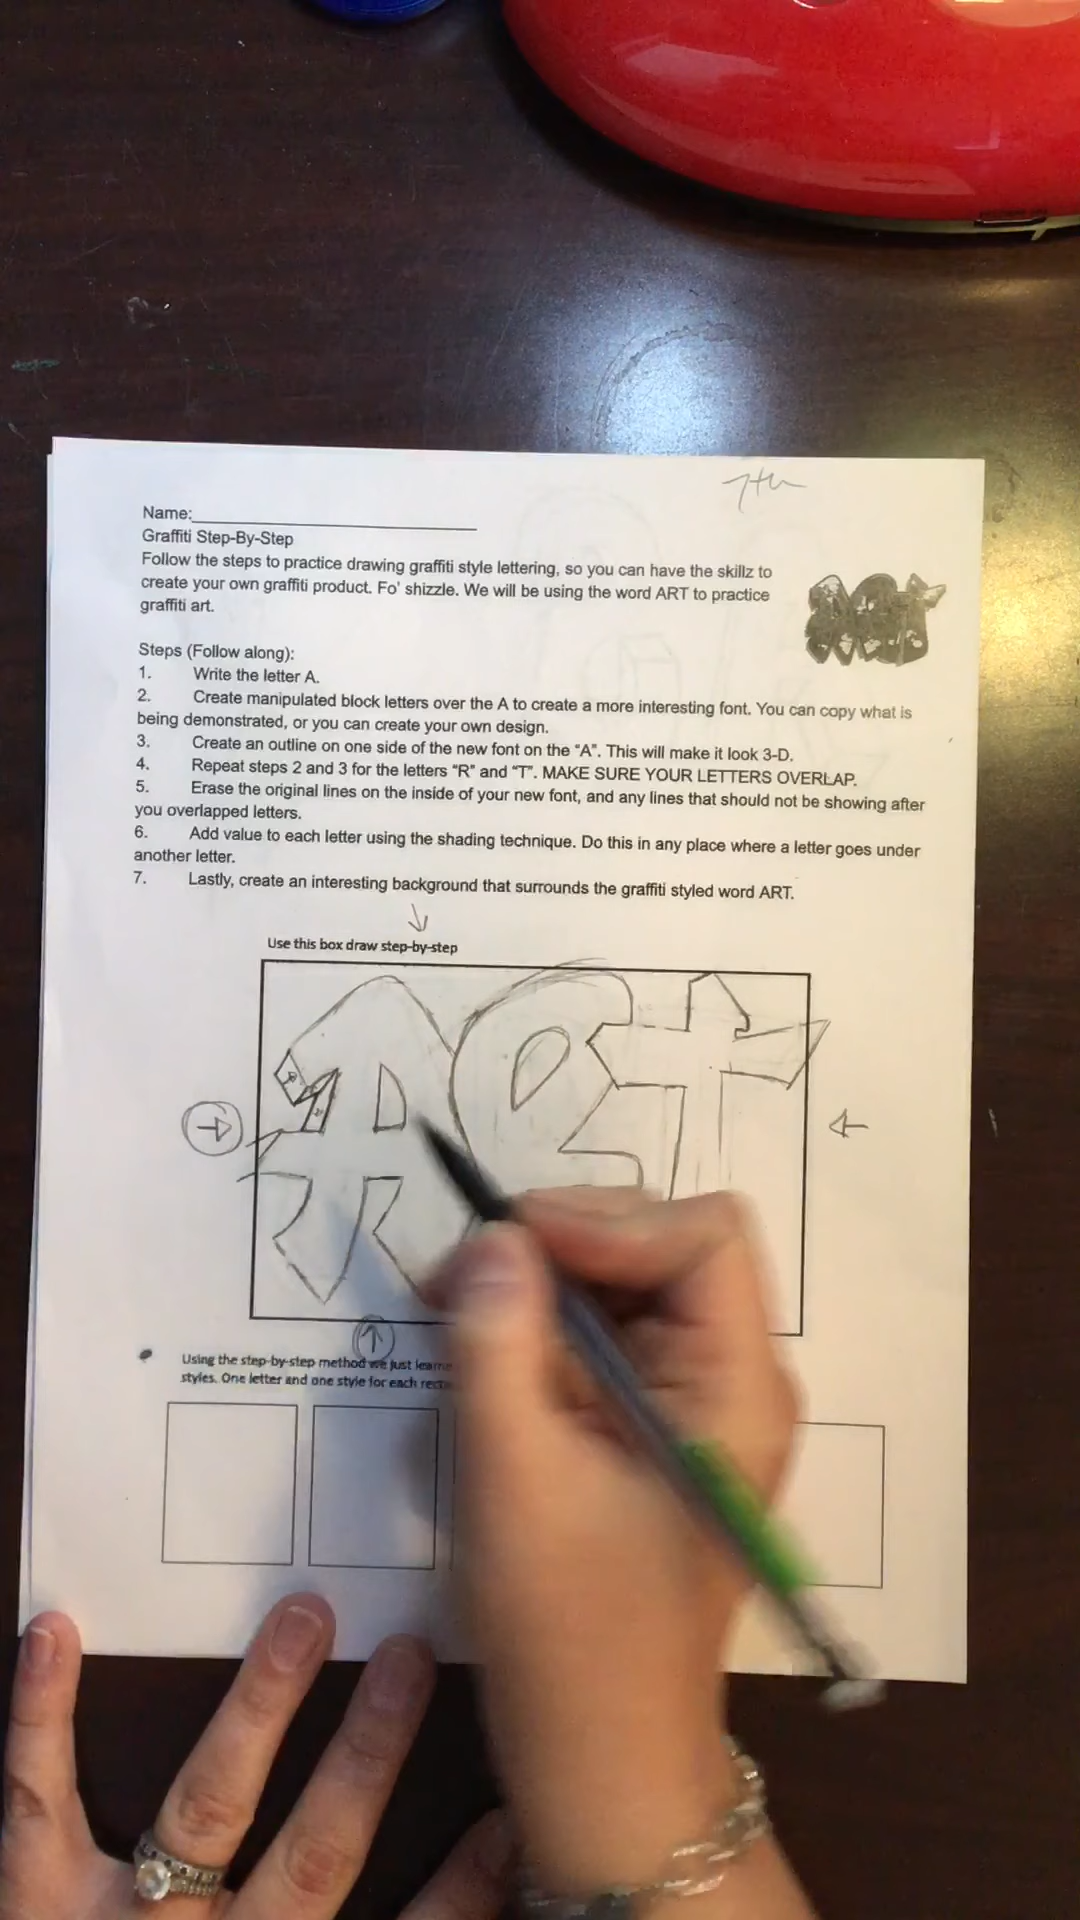 7th
Name:
Graffiti Step-By-Step
Follow the steps to practice drawing graffiti style lettering, so you can have the skillz to
create your own graffiti product. Fo' shizzle. We will be using the word ART to practice
graffiti art.
Steps (Follow along):
1. Write the letter A.
2. Create manipulated block letters over the A to create a more interesting font. You can copy what is
being demonstrated, or you can create your own design.
3. Create an outline on one side of the new font on the “A”. This will make it look 3-D.
4. Repeat steps 2 and 3 for the letters “R” and “T”. MAKE SURE YOUR LETTERS OVERLAP.
5. Erase the original lines on the inside of your new font, and any lines that should not be showing after
you overlapped letters.
6. Add value to each letter using the shading technique. Do this in any place where a letter goes under
another letter.
7. Lastly, create an interesting background that surrounds the graffiti styled word ART.
Use this box draw step-by-step
ARt
Using the step-by-step method we just
styles. One letter and one style for each